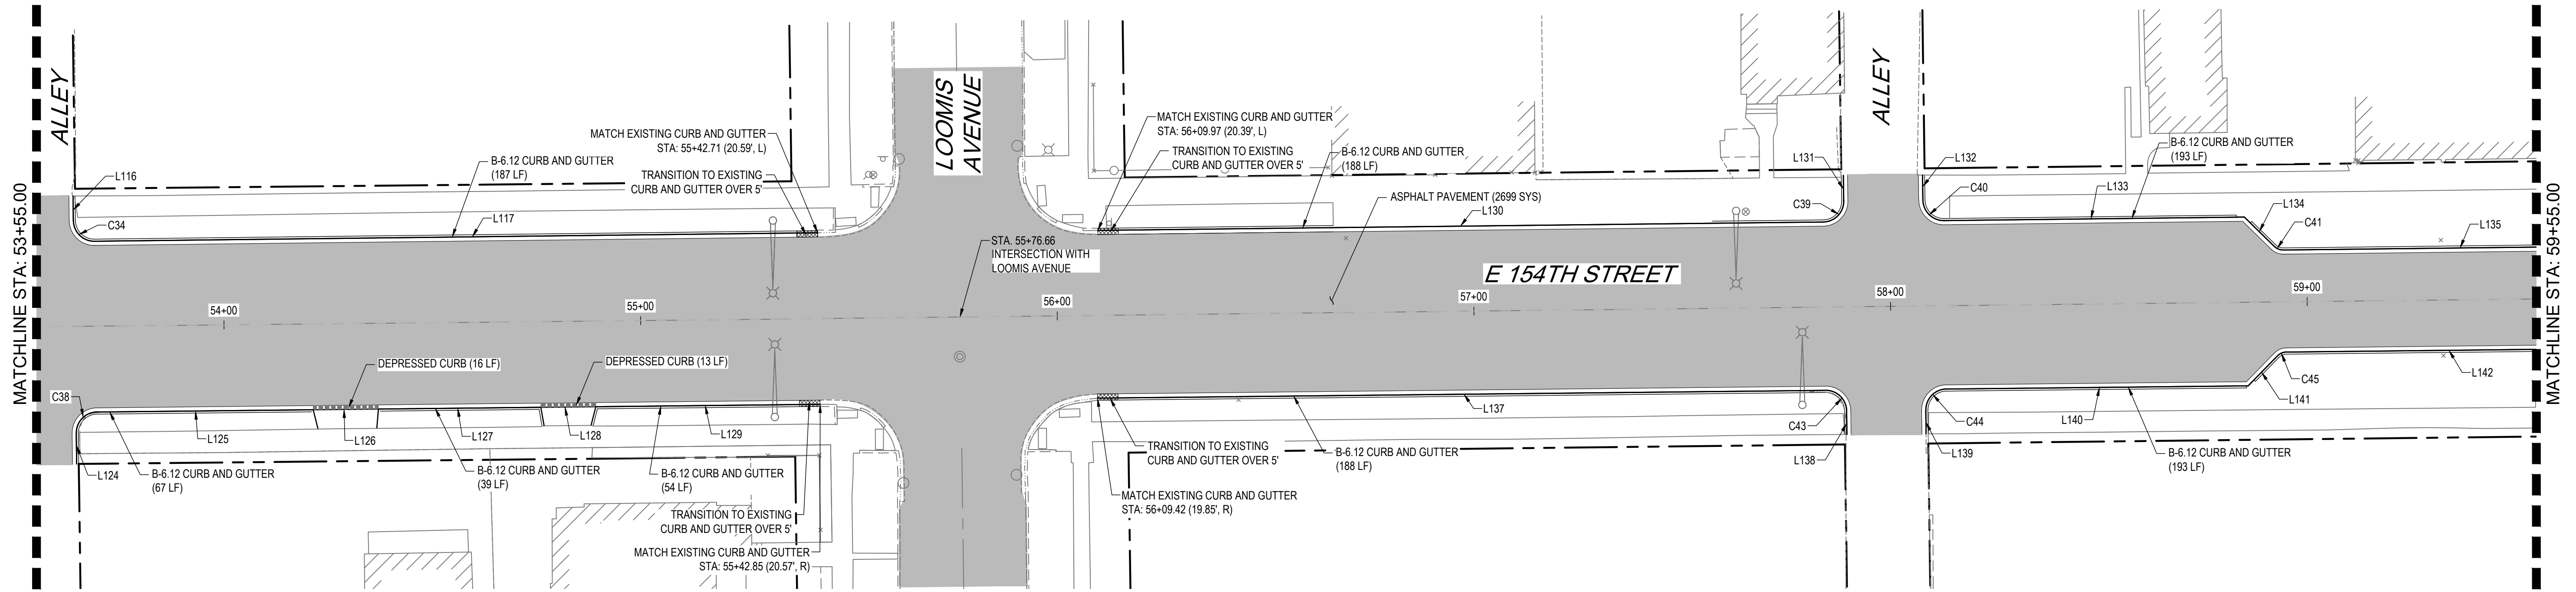 MATCHLINE STA: 53+55.00
ALLEY
L116
C34
B-6.12 CURB AND GUTTER
(187 LF)
L117
MATCH EXISTING CURB AND GUTTER
STA: 55+42.71 (20.59', L)
TRANSITION TO EXISTING
CURB AND GUTTER OVER 5'
LOOMIS
AVENUE
MATCH EXISTING CURB AND GUTTER
STA: 56+09.97 (20.39', L)
TRANSITION TO EXISTING
CURB AND GUTTER OVER 5'
B-6.12 CURB AND GUTTER
(188 LF)
ASPHALT PAVEMENT (2699 SYS)
L130
L131
C39
ALLEY
L132
C40
L133
B-6.12 CURB AND GUTTER
(193 LF)
L134
C41
L135
STA. 55+76.66
INTERSECTION WITH
LOOMIS AVENUE
E 154TH STREET
54+00
55+00
56+00
57+00
58+00
59+00
DEPRESSED CURB (16 LF)
DEPRESSED CURB (13 LF)
C38
L125
L126
L127
L128
L129
L124
B-6.12 CURB AND GUTTER
(67 LF)
B-6.12 CURB AND GUTTER
(39 LF)
B-6.12 CURB AND GUTTER
(54 LF)
TRANSITION TO EXISTING
CURB AND GUTTER OVER 5'
MATCH EXISTING CURB AND GUTTER
STA: 55+42.85 (20.57', R)
L137
TRANSITION TO EXISTING
CURB AND GUTTER OVER 5'
B-6.12 CURB AND GUTTER
(188 LF)
MATCH EXISTING CURB AND GUTTER
STA: 56+09.42 (19.85', R)
C43
L138
C44
L139
L140
B-6.12 CURB AND GUTTER
(193 LF)
C45
L141
L142
MATCHLINE STA: 59+55.00